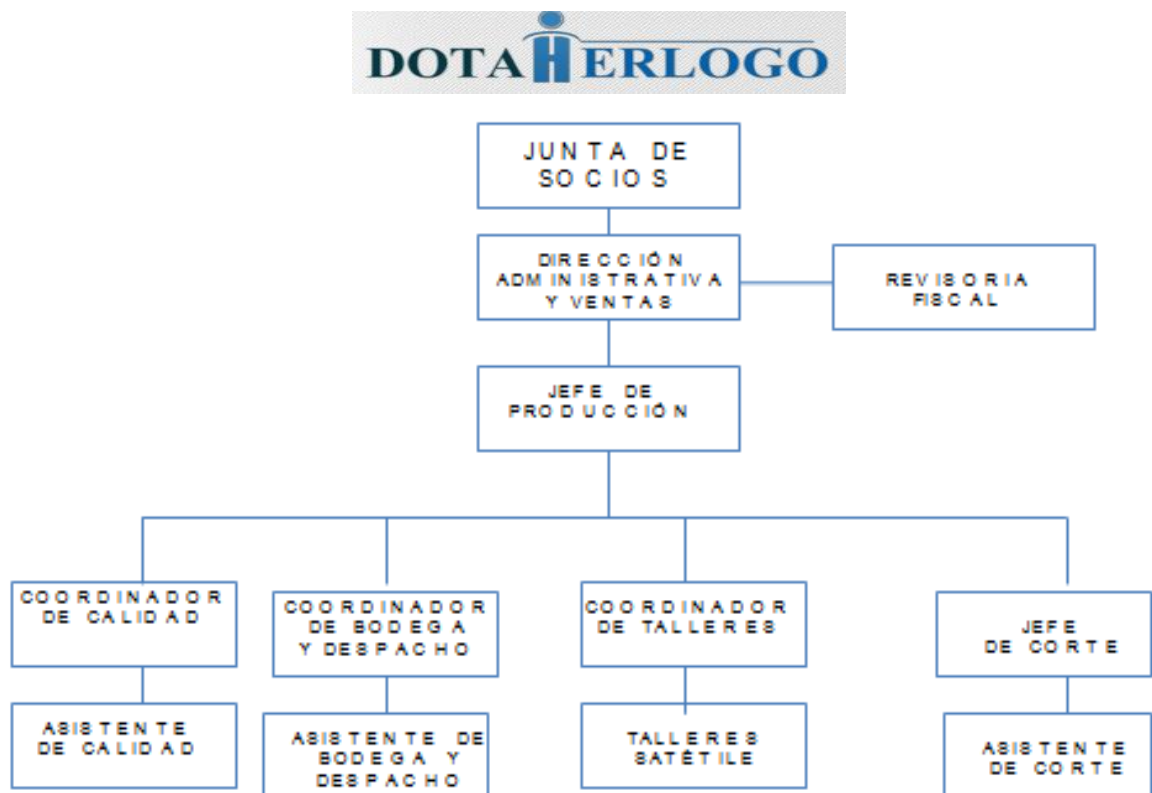 DOTAHERLOGO
JUNTA DE
SOCIOS
DIRECCIÓN
ADMINISTRATIVA
Y VENTAS
REVISORIA
FISCAL
JEFE DE
PRODUCCIÓN
COORDINADOR
DE CALIDAD
COORDINADOR
DE BODEGA
Y DESPACHO
COORDINADOR
DE TALLERES
JEFE
DE CORTE
ASISTENTE
DE CALIDAD
ASISTENTE DE
BODEGA Y
DESPACHO
TALLERES
SATÉTILE
ASISTENTE
DE CORTE